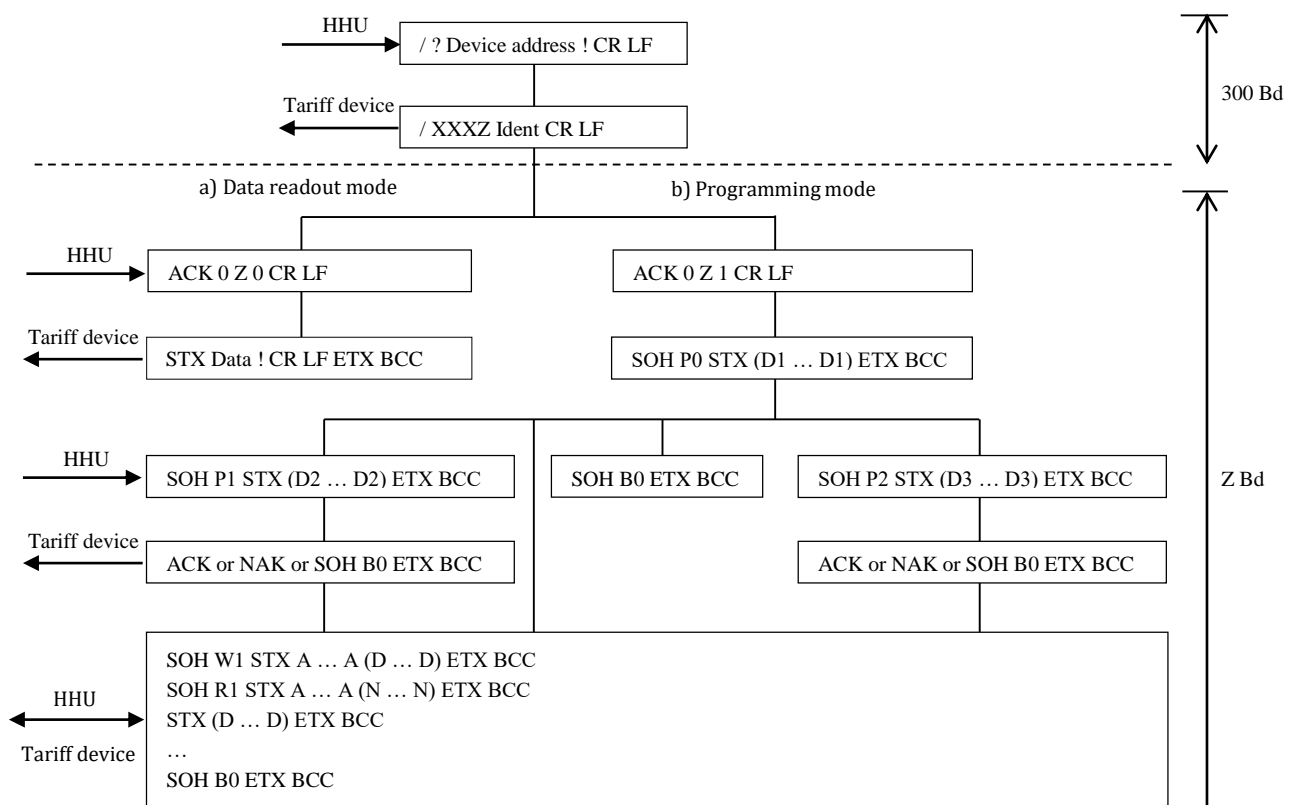 HHU
/ ? Device address ! CR LF
300 Bd
Tariff device
/ XXXZ Ident CR LF
a) Data readout mode
b) Programming mode
HHU
ACK 0 Z 0 CR LF
ACK 0 Z 1 CR LF
Tariff device
STX Data ! CR LF ETX BCC
SOH P0 STX (D1 … D1) ETX BCC
HHU
SOH P1 STX (D2 … D2) ETX BCC
SOH B0 ETX BCC
SOH P2 STX (D3 … D3) ETX BCC
Z Bd
Tariff device
ACK or NAK or SOH B0 ETX BCC
ACK or NAK or SOH B0 ETX BCC
SOH W1 STX A … A (D … D) ETX BCC
SOH R1 STX A … A (N … N) ETX BCC
HHU
STX (D … D) ETX BCC
Tariff device
…
SOH B0 ETX BCC